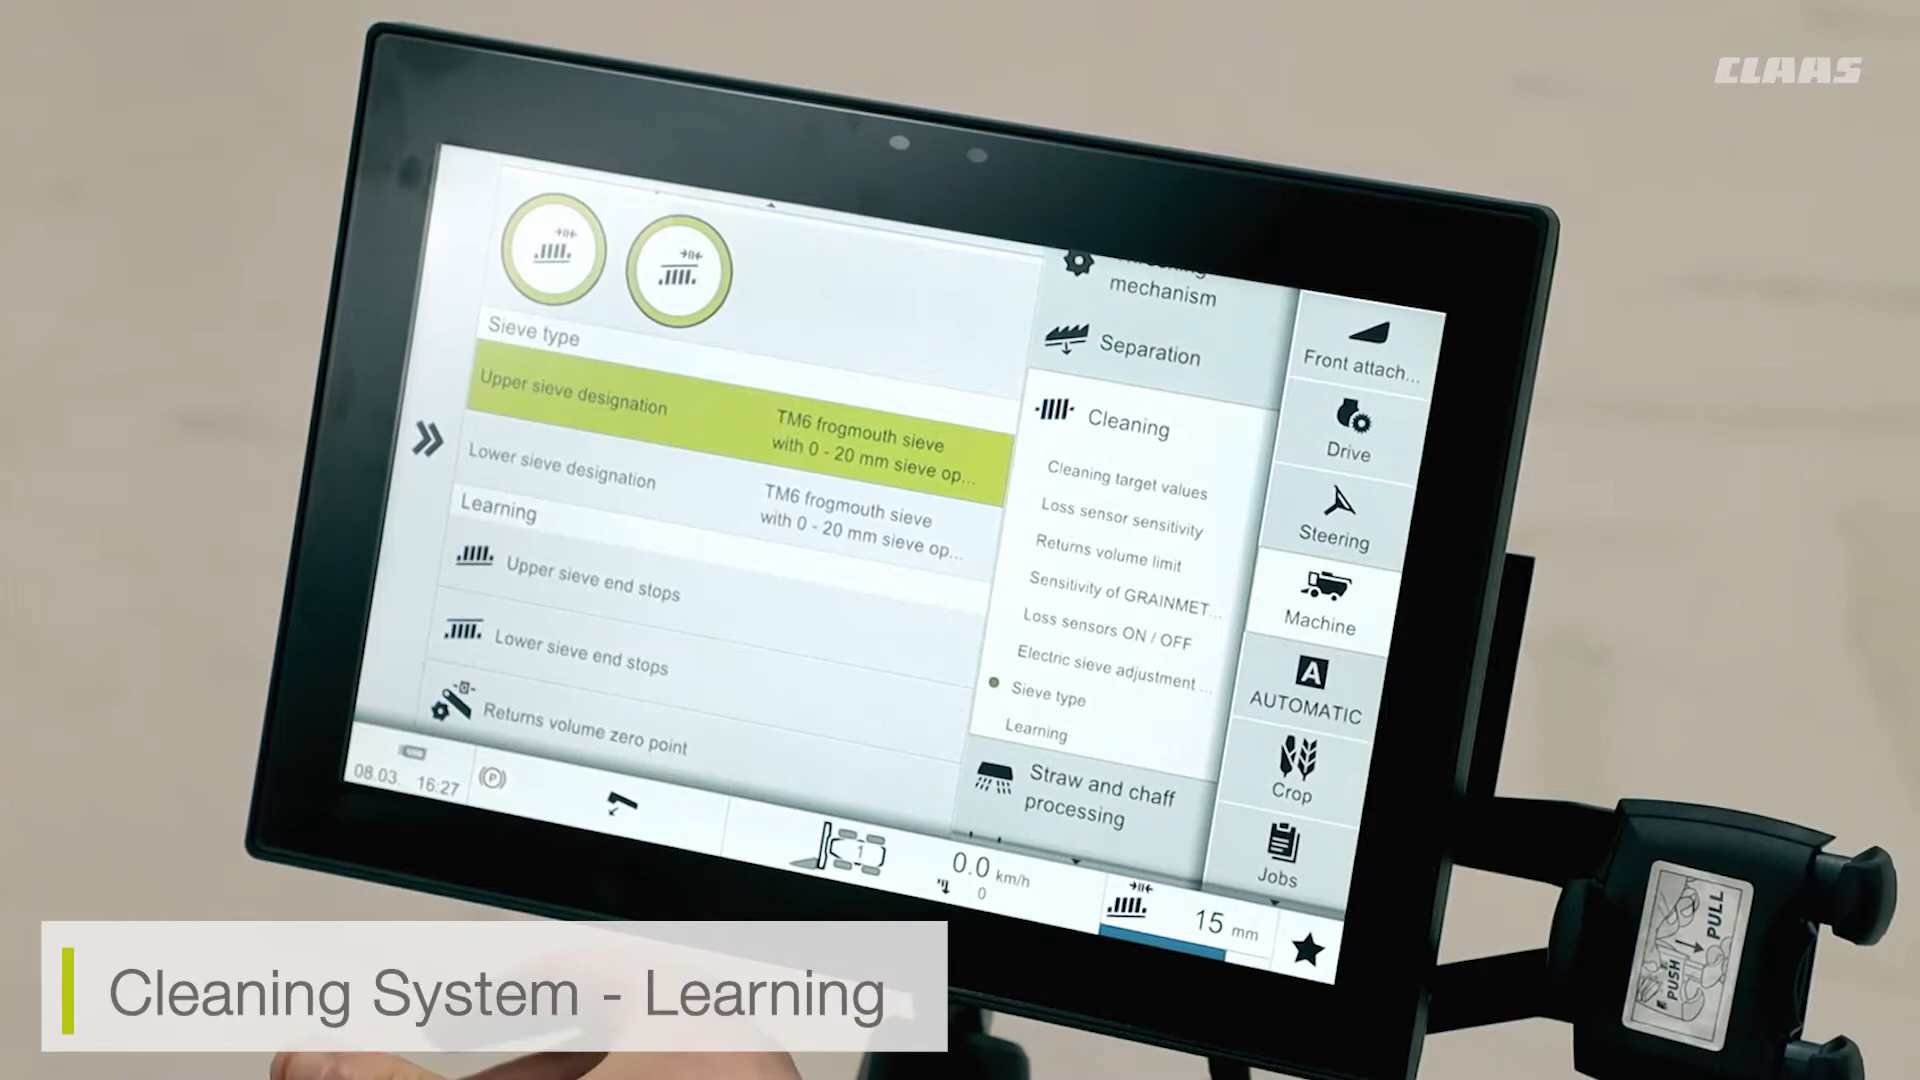 CLAAS
mechanism
Separation
Sieve type
Upper sieve designation
TM6 frogmouth sieve
with 0 - 20 mm sieve op...
Lower sieve designation
TM6 frogmouth sieve
with 0 - 20 mm sieve op...
Learning
Upper sieve end stops
Lower sieve end stops
Returns volume zero point
Cleaning
Cleaning target values
Loss sensor sensitivity
Returns volume limit
Sensitivity of GRAINMET...
Loss sensors ON / OFF
Electric sieve adjustment ...
Sieve type
Learning
Straw and chaff
processing
Front attach...
Drive
Steering
Machine
A
AUTOMATIC
Crop
Jobs
08.03. 16:27
P
1
0.0 km/h
0
15 mm
PUSH PULL
Cleaning System - Learning